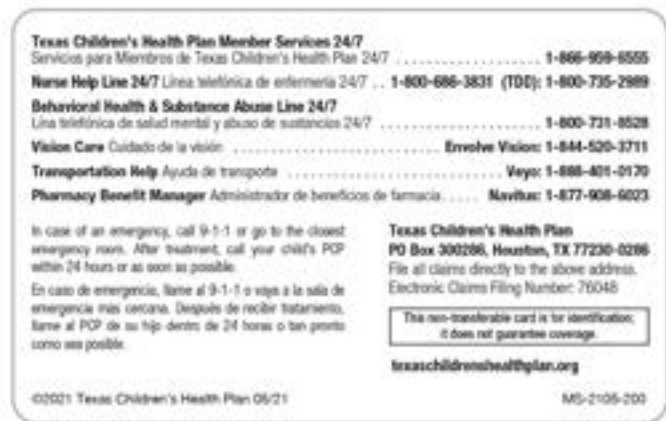 Texas Children's Health Plan Member Services 24/7
Servicios para Miembros de Texas Children's Health Plan 24/7 .................... 1-866-959-6555
Nurse Help Line 24/7 Línea telefónica de enfermería 24/7 .. 1-800-686-3831 (TDD): 1-800-735-2989
Behavioral Health & Substance Abuse Line 24/7
Lína telefónica de salud mental y abuso de sustancias 24/7 ....................... 1-800-731-8528
Vision Care Cuidado de la visión .............................. Envolve Vision: 1-844-520-3711
Transportation Help Ayuda de transporte ................................. Veyo: 1-888-401-0170
Pharmacy Benefit Manager Administrador de beneficios de farmacia..... Navitus: 1-877-908-6023
In case of an emergency, call 9-1-1 or go to the closest
emergency room. After treatment, call your child's PCP
within 24 hours or as soon as possible.
En caso de emergencia, llame al 9-1-1 o vaya a la sala de
emergencia más cercana. Después de recibir tratamiento,
llame al PCP de su hijo dentro de 24 horas o tan pronto
como sea posible.
Texas Children's Health Plan
PO Box 300286, Houston, TX 77230-0286
File all claims directly to the above address.
Electronic Claims Filing Number: 76048
This non-transferable card is for identification;
it does not guarantee coverage.
texaschildrenshealthplan.org
©2021 Texas Children's Health Plan 06/21
MS-2105-200